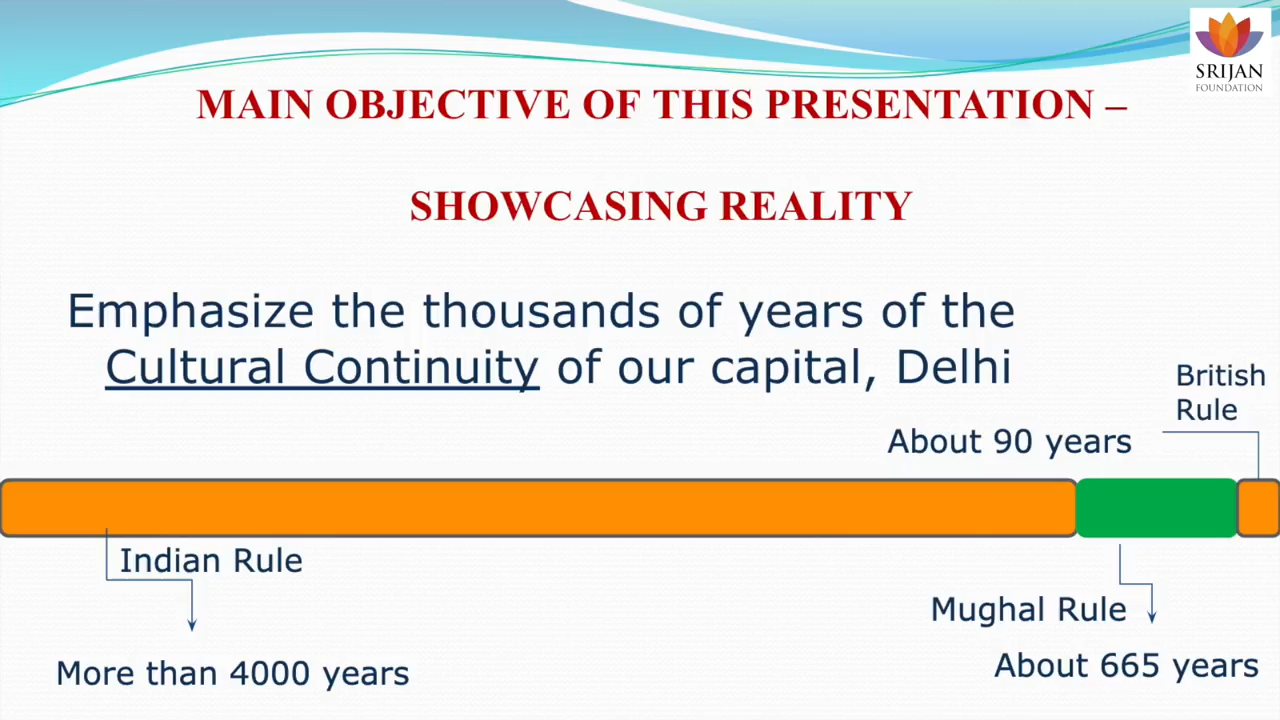 SRIJAN
FOUNDATION
MAIN OBJECTIVE OF THIS PRESENTATION –
SHOWCASING REALITY
Emphasize the thousands of years of the
Cultural Continuity of our capital, Delhi
British
Rule
About 90 years
Indian Rule
Mughal Rule
About 665 years
More than 4000 years